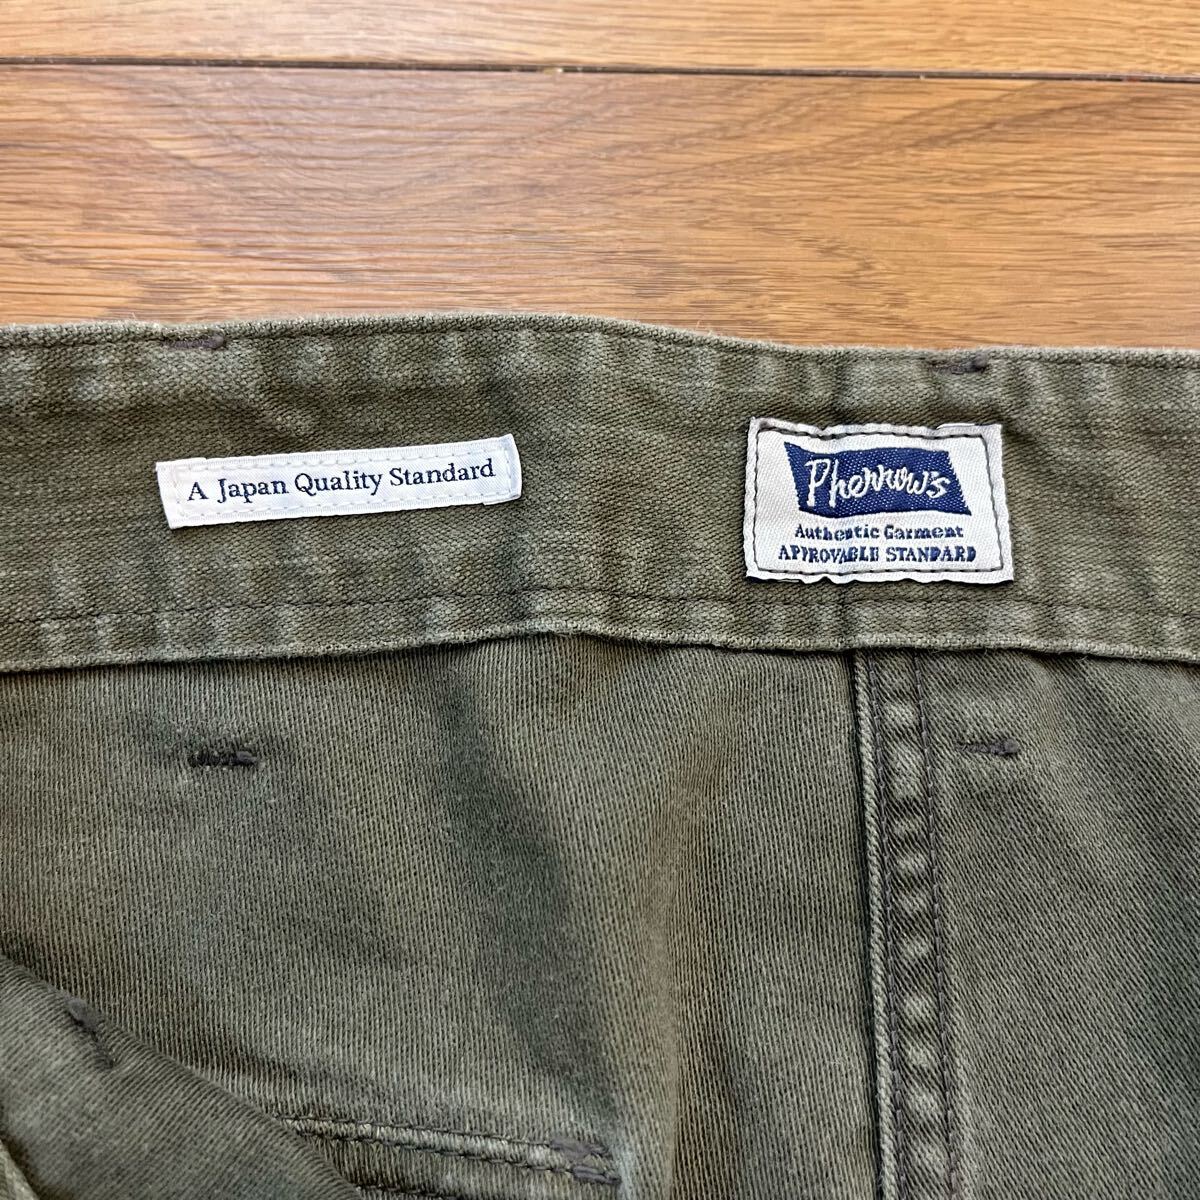 A Japan Quality Standard
Pherrow's
Authentic Garment
APPROVABLE STANDARD